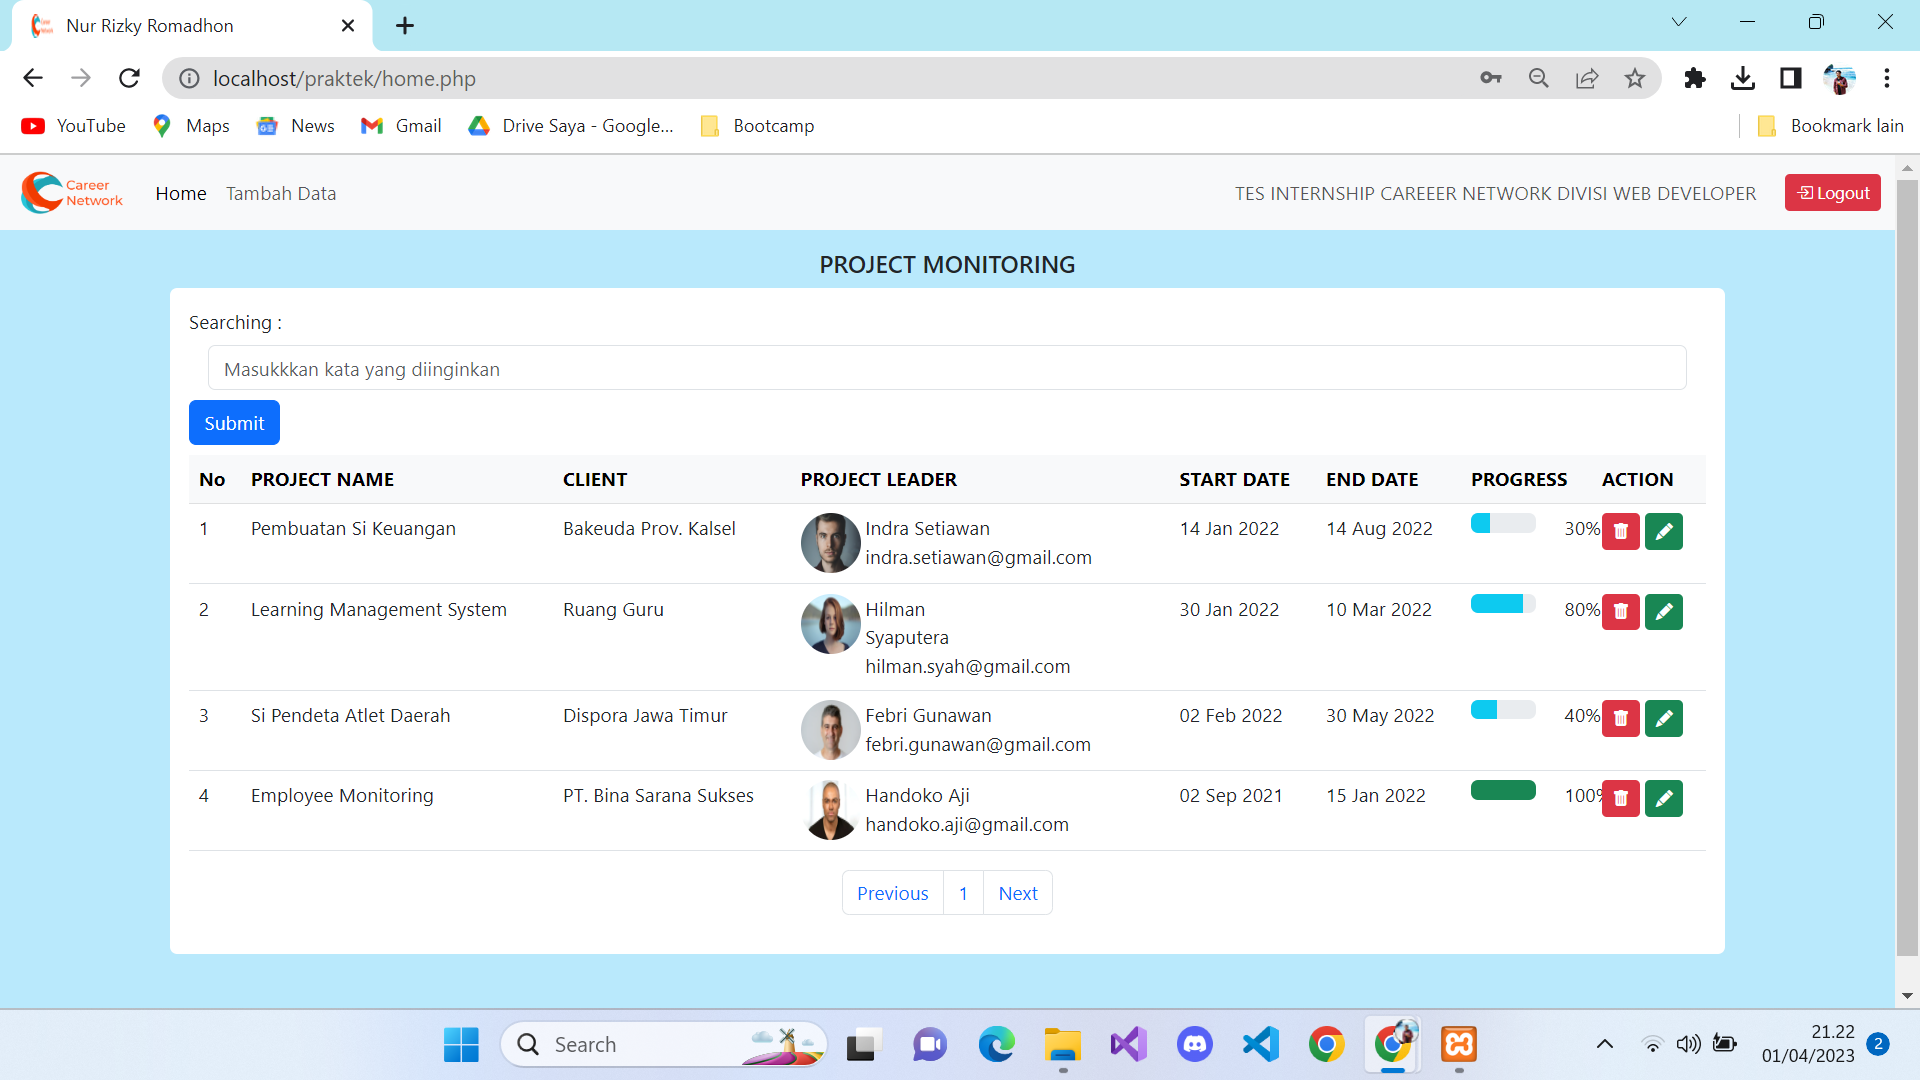 Nur Rizky Romadhon
localhost/praktek/home.php
YouTube Maps News Gmail Drive Saya - Google... Bootcamp Bookmark lain
Career
Network
Home Tambah Data TES INTERNSHIP CAREEER NETWORK DIVISI WEB DEVELOPER Logout
PROJECT MONITORING
Searching :
Masukkkan kata yang diinginkan
Submit
No PROJECT NAME CLIENT PROJECT LEADER START DATE END DATE PROGRESS ACTION
1 Pembuatan Si Keuangan Bakeuda Prov. Kalsel Indra Setiawan 14 Jan 2022 14 Aug 2022 30%
indra.setiawan@gmail.com
2 Learning Management System Ruang Guru Hilman 30 Jan 2022 10 Mar 2022 80%
Syaputera
hilman.syah@gmail.com
3 Si Pendeta Atlet Daerah Dispora Jawa Timur Febri Gunawan 02 Feb 2022 30 May 2022 40%
febri.gunawan@gmail.com
4 Employee Monitoring PT. Bina Sarana Sukses Handoko Aji 02 Sep 2021 15 Jan 2022 100%
handoko.aji@gmail.com
Previous 1 Next
Search
21.22
01/04/2023
2